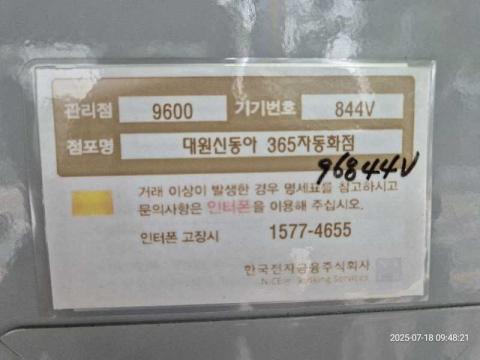 관리점 9600 기기번호 844V
점포명 대원신동아 365자동화점
96844V
거래 이상이 발생한 경우 명세표를 참고하시고
문의사항은 인터폰을 이용해 주십시오.
인터폰 고장시 1577-4655
한국전자금융주식회사
NICE Banking Services
2025-07-18 09:48:21